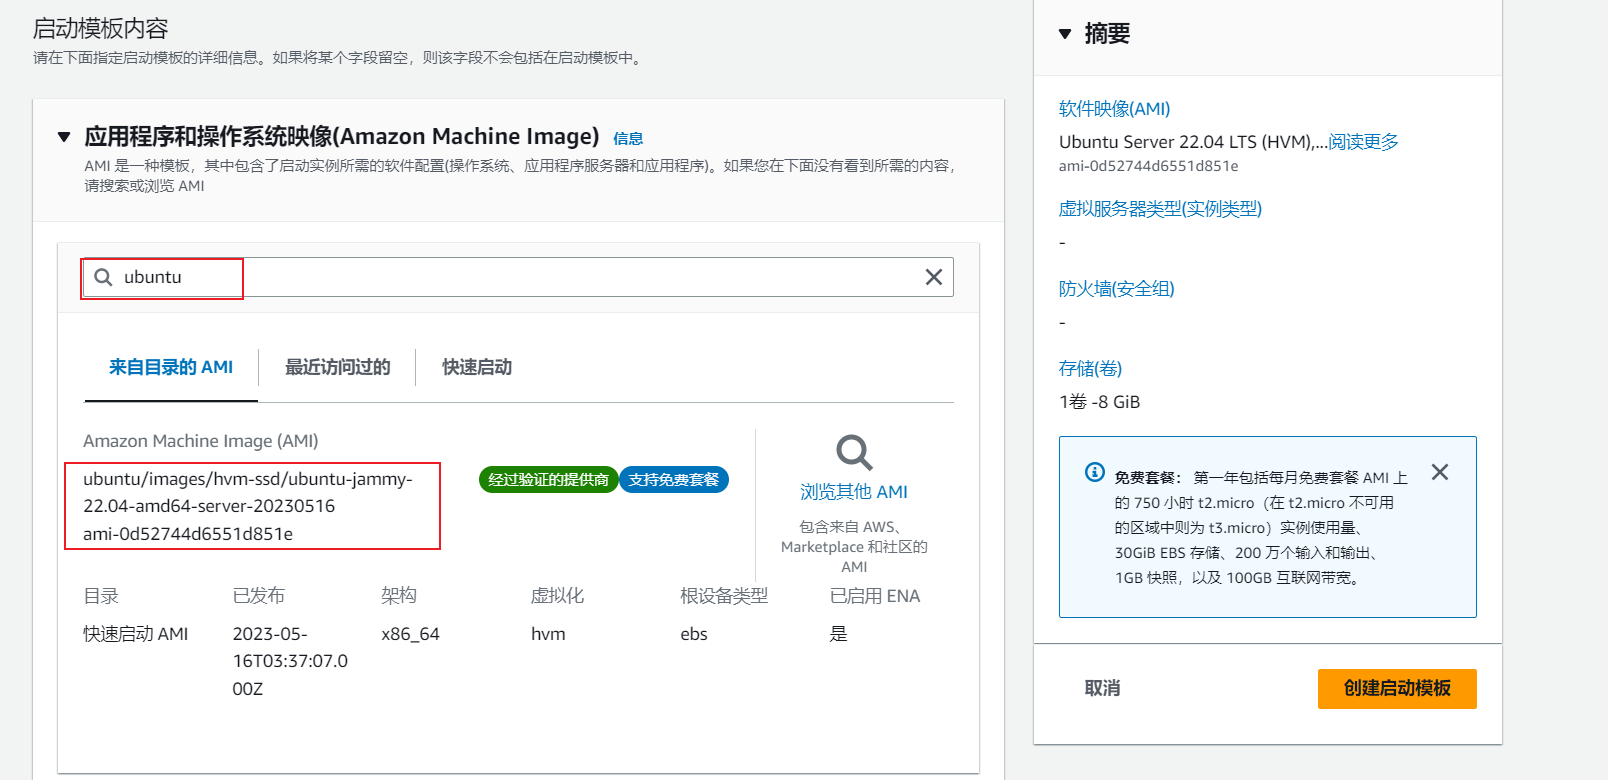 启动模板内容
请在下面指定启动模板的详细信息。如果将某个字段留空，则该字段不会包括在启动模板中。
应用程序和操作系统映像(Amazon Machine Image) 信息
AMI 是一种模板，其中包含了启动实例所需的软件配置(操作系统、应用程序服务器和应用程序)。如果您在下面没有看到所需的内容，
请搜索或浏览 AMI
ubuntu
来自目录的 AMI
最近访问过的
快速启动
Amazon Machine Image (AMI)
ubuntu/images/hvm-ssd/ubuntu-jammy-
22.04-amd64-server-20230516
ami-0d52744d6551d851e
经过验证的提供商
支持免费套餐
浏览其他 AMI
包含来自 AWS、
Marketplace 和社区的
AMI
目录 已发布 架构 虚拟化 根设备类型 已启用 ENA
快速启动 AMI 2023-05- x86_64 hvm ebs 是
16T03:37:07.0
00Z
摘要
软件映像(AMI)
Ubuntu Server 22.04 LTS (HVM),...阅读更多
ami-0d52744d6551d851e
虚拟服务器类型(实例类型)
-
防火墙(安全组)
-
存储(卷)
1卷 -8 GiB
免费套餐： 第一年包括每月免费套餐 AMI 上
的 750 小时 t2.micro（在 t2.micro 不可用
的区域中则为 t3.micro）实例使用量、
30GiB EBS 存储、200 万个输入和输出、
1GB 快照，以及 100GB 互联网带宽。
取消
创建启动模板